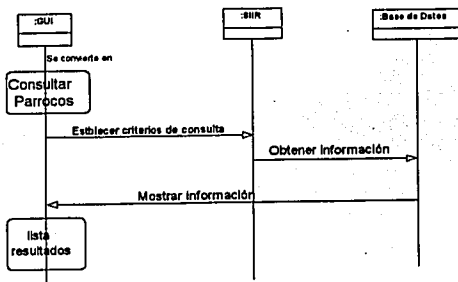 :GUI
:SIIR
:Base de Datos
Se convierte en
Consultar
Parrocos
Establecer criterios de consulta
Obtener Información
Mostrar Información
lista
resultados